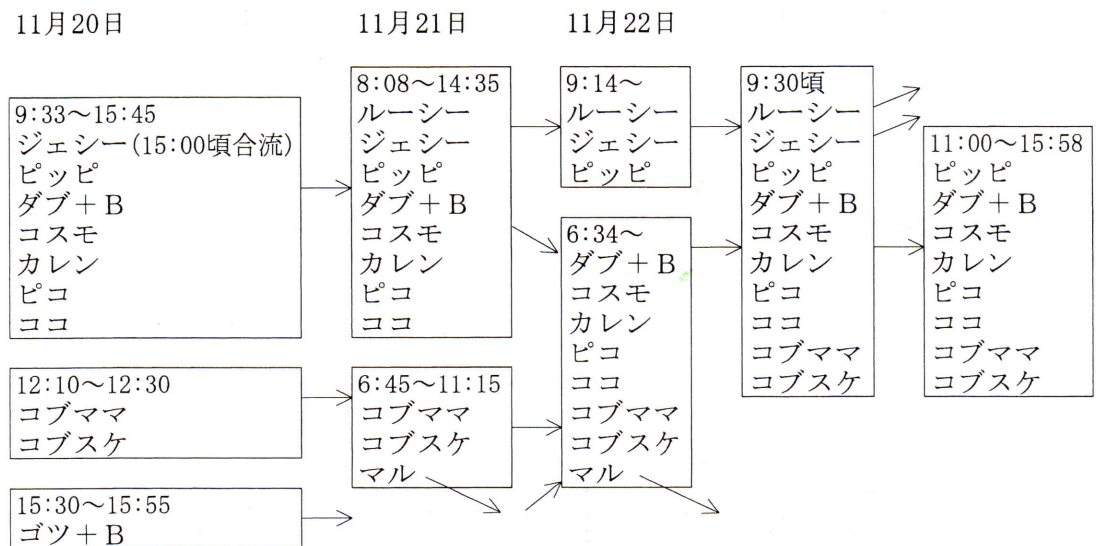 11月20日
11月21日
11月22日
9:33～15:45
ジェシー(15:00頃合流)
ピッピ
ダブ＋B
コスモ
カレン
ピコ
ココ
12:10～12:30
コブママ
コブスケ
15:30～15:55
ゴツ＋B
8:08～14:35
ルーシー
ジェシー
ピッピ
ダブ＋B
コスモ
カレン
ピコ
ココ
6:45～11:15
コブママ
コブスケ
マル
9:14～
ルーシー
ジェシー
ピッピ
6:34～
ダブ＋B
コスモ
カレン
ピコ
ココ
コブママ
コブスケ
マル
9:30頃
ルーシー
ジェシー
ピッピ
ダブ＋B
コスモ
カレン
ピコ
ココ
コブママ
コブスケ
11:00～15:58
ピッピ
ダブ＋B
コスモ
カレン
ピコ
ココ
コブママ
コブスケ